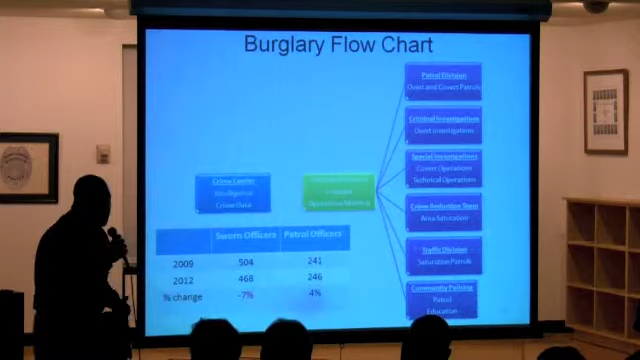 Burglary Flow Chart
Patrol Division
Overt and Covert Patrols
Criminal Investigations
Overt Investigations
Special Investigations
Covert Operations
Technical Operations
Crime Reduction Team
Area Saturation
Traffic Division
Saturation Patrols
Community Policing
Patrol
Education
Crime Center
Intelligence
Crime Data
Operations Meeting
Sworn Officers Patrol Officers
2009 504 241
2012 468 246
% change -7% 4%